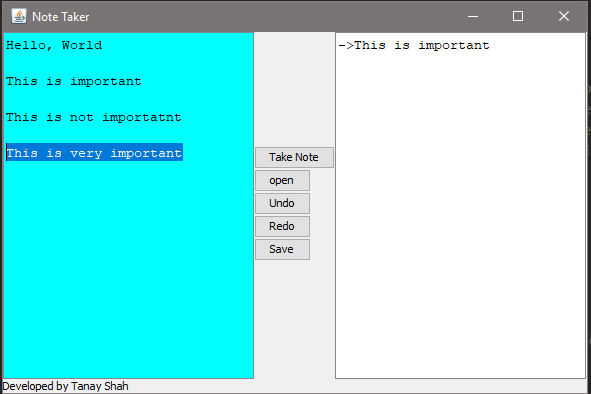 Note Taker
Hello, World
This is important
This is not importatnt
This is very important
Take Note
open
Undo
Redo
Save
->This is important
Developed by Tanay Shah